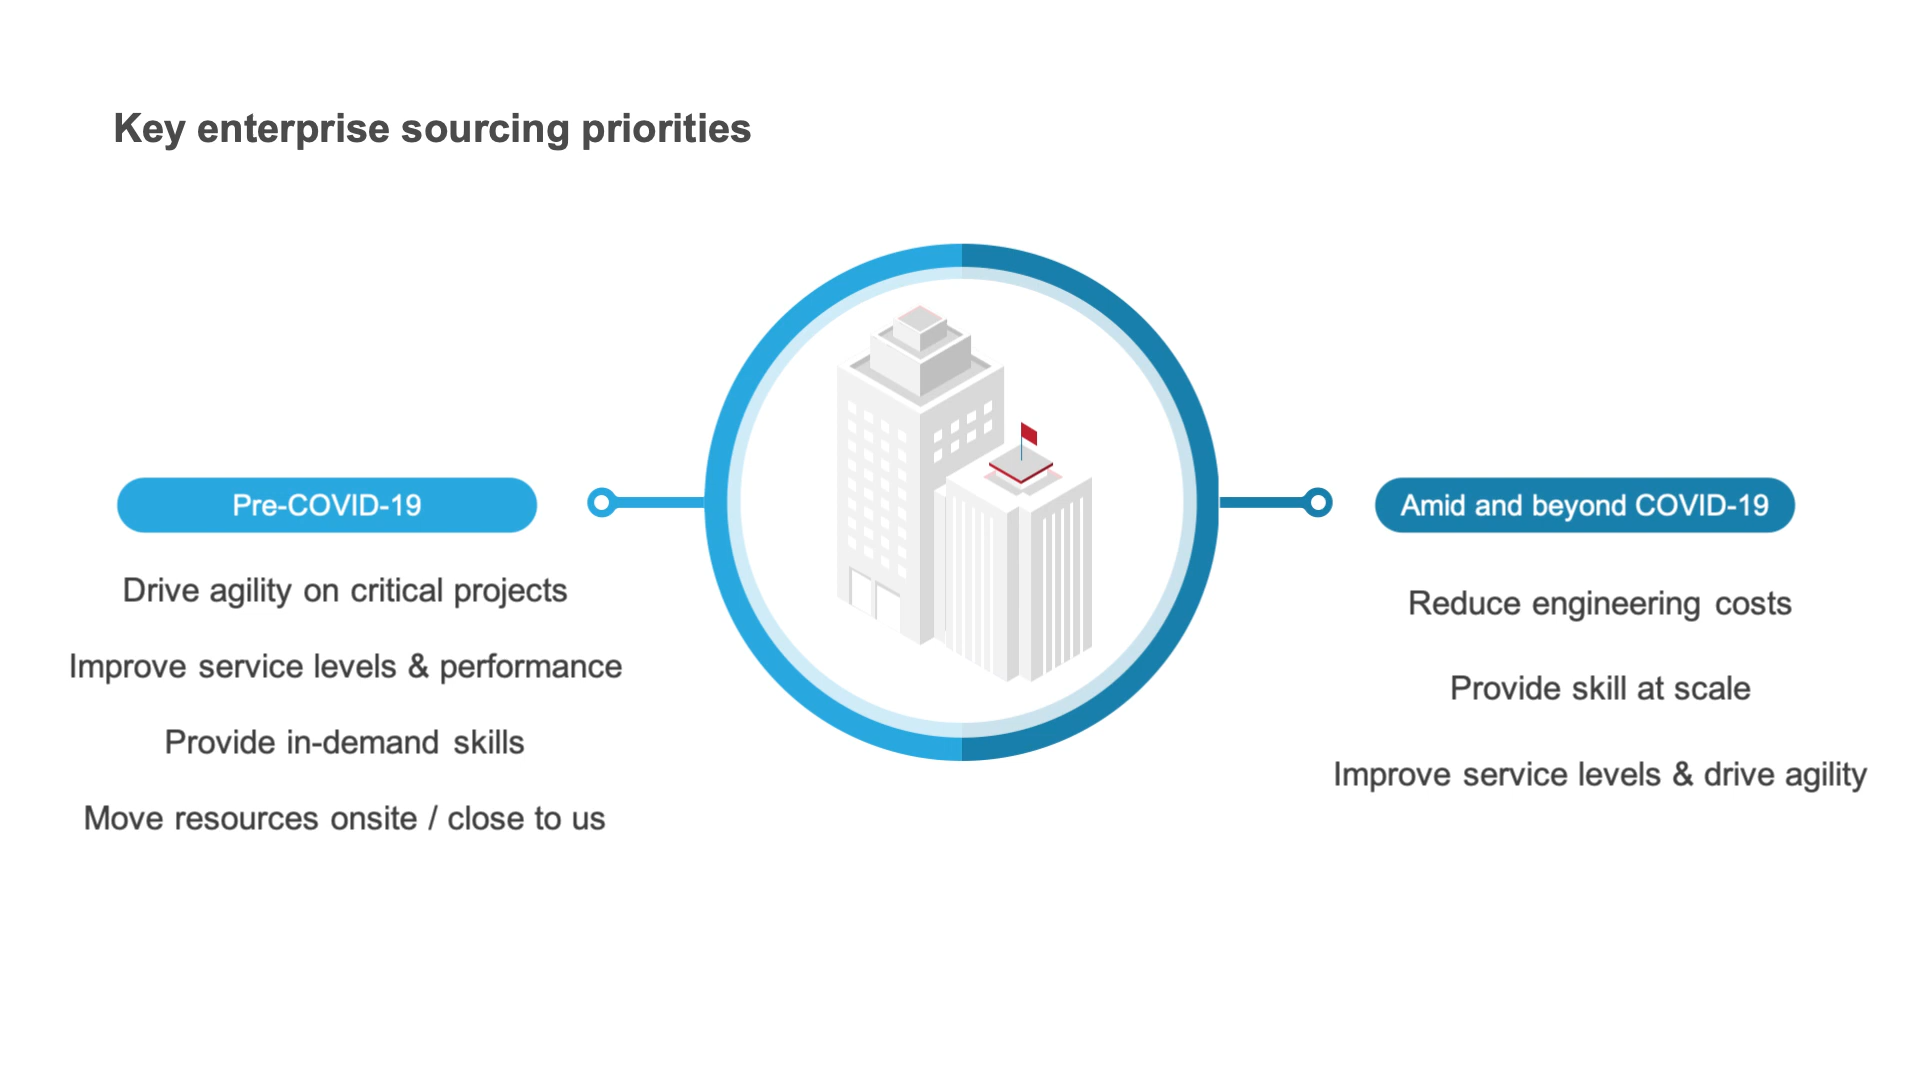 Key enterprise sourcing priorities
Pre-COVID-19
Drive agility on critical projects
Improve service levels & performance
Provide in-demand skills
Move resources onsite / close to us
Amid and beyond COVID-19
Reduce engineering costs
Provide skill at scale
Improve service levels & drive agility